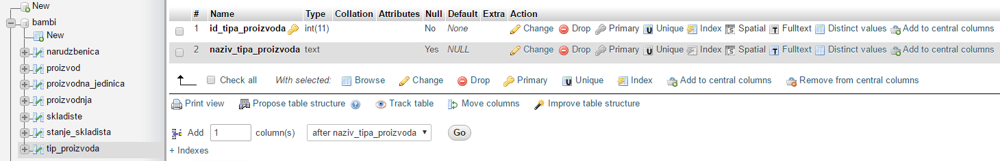 New
bambi
New
narudzbenica
proizvod
proizvodna_jedinica
proizvodnja
skladiste
stanje_skladista
tip_proizvoda
# Name Type Collation Attributes Null Default Extra Action
1 id_tipa_proizvoda int(11) No None Change Drop Primary Unique Index Spatial Fulltext Distinct values Add to central columns
2 naziv_tipa_proizvoda text Yes NULL Change Drop Primary Unique Index Spatial Fulltext Distinct values Add to central columns
Check all With selected: Browse Change Drop Primary Unique Index Add to central columns Remove from central columns
Print view Propose table structure Track table Move columns Improve table structure
Add 1 column(s) after naziv_tipa_proizvoda Go
+ Indexes